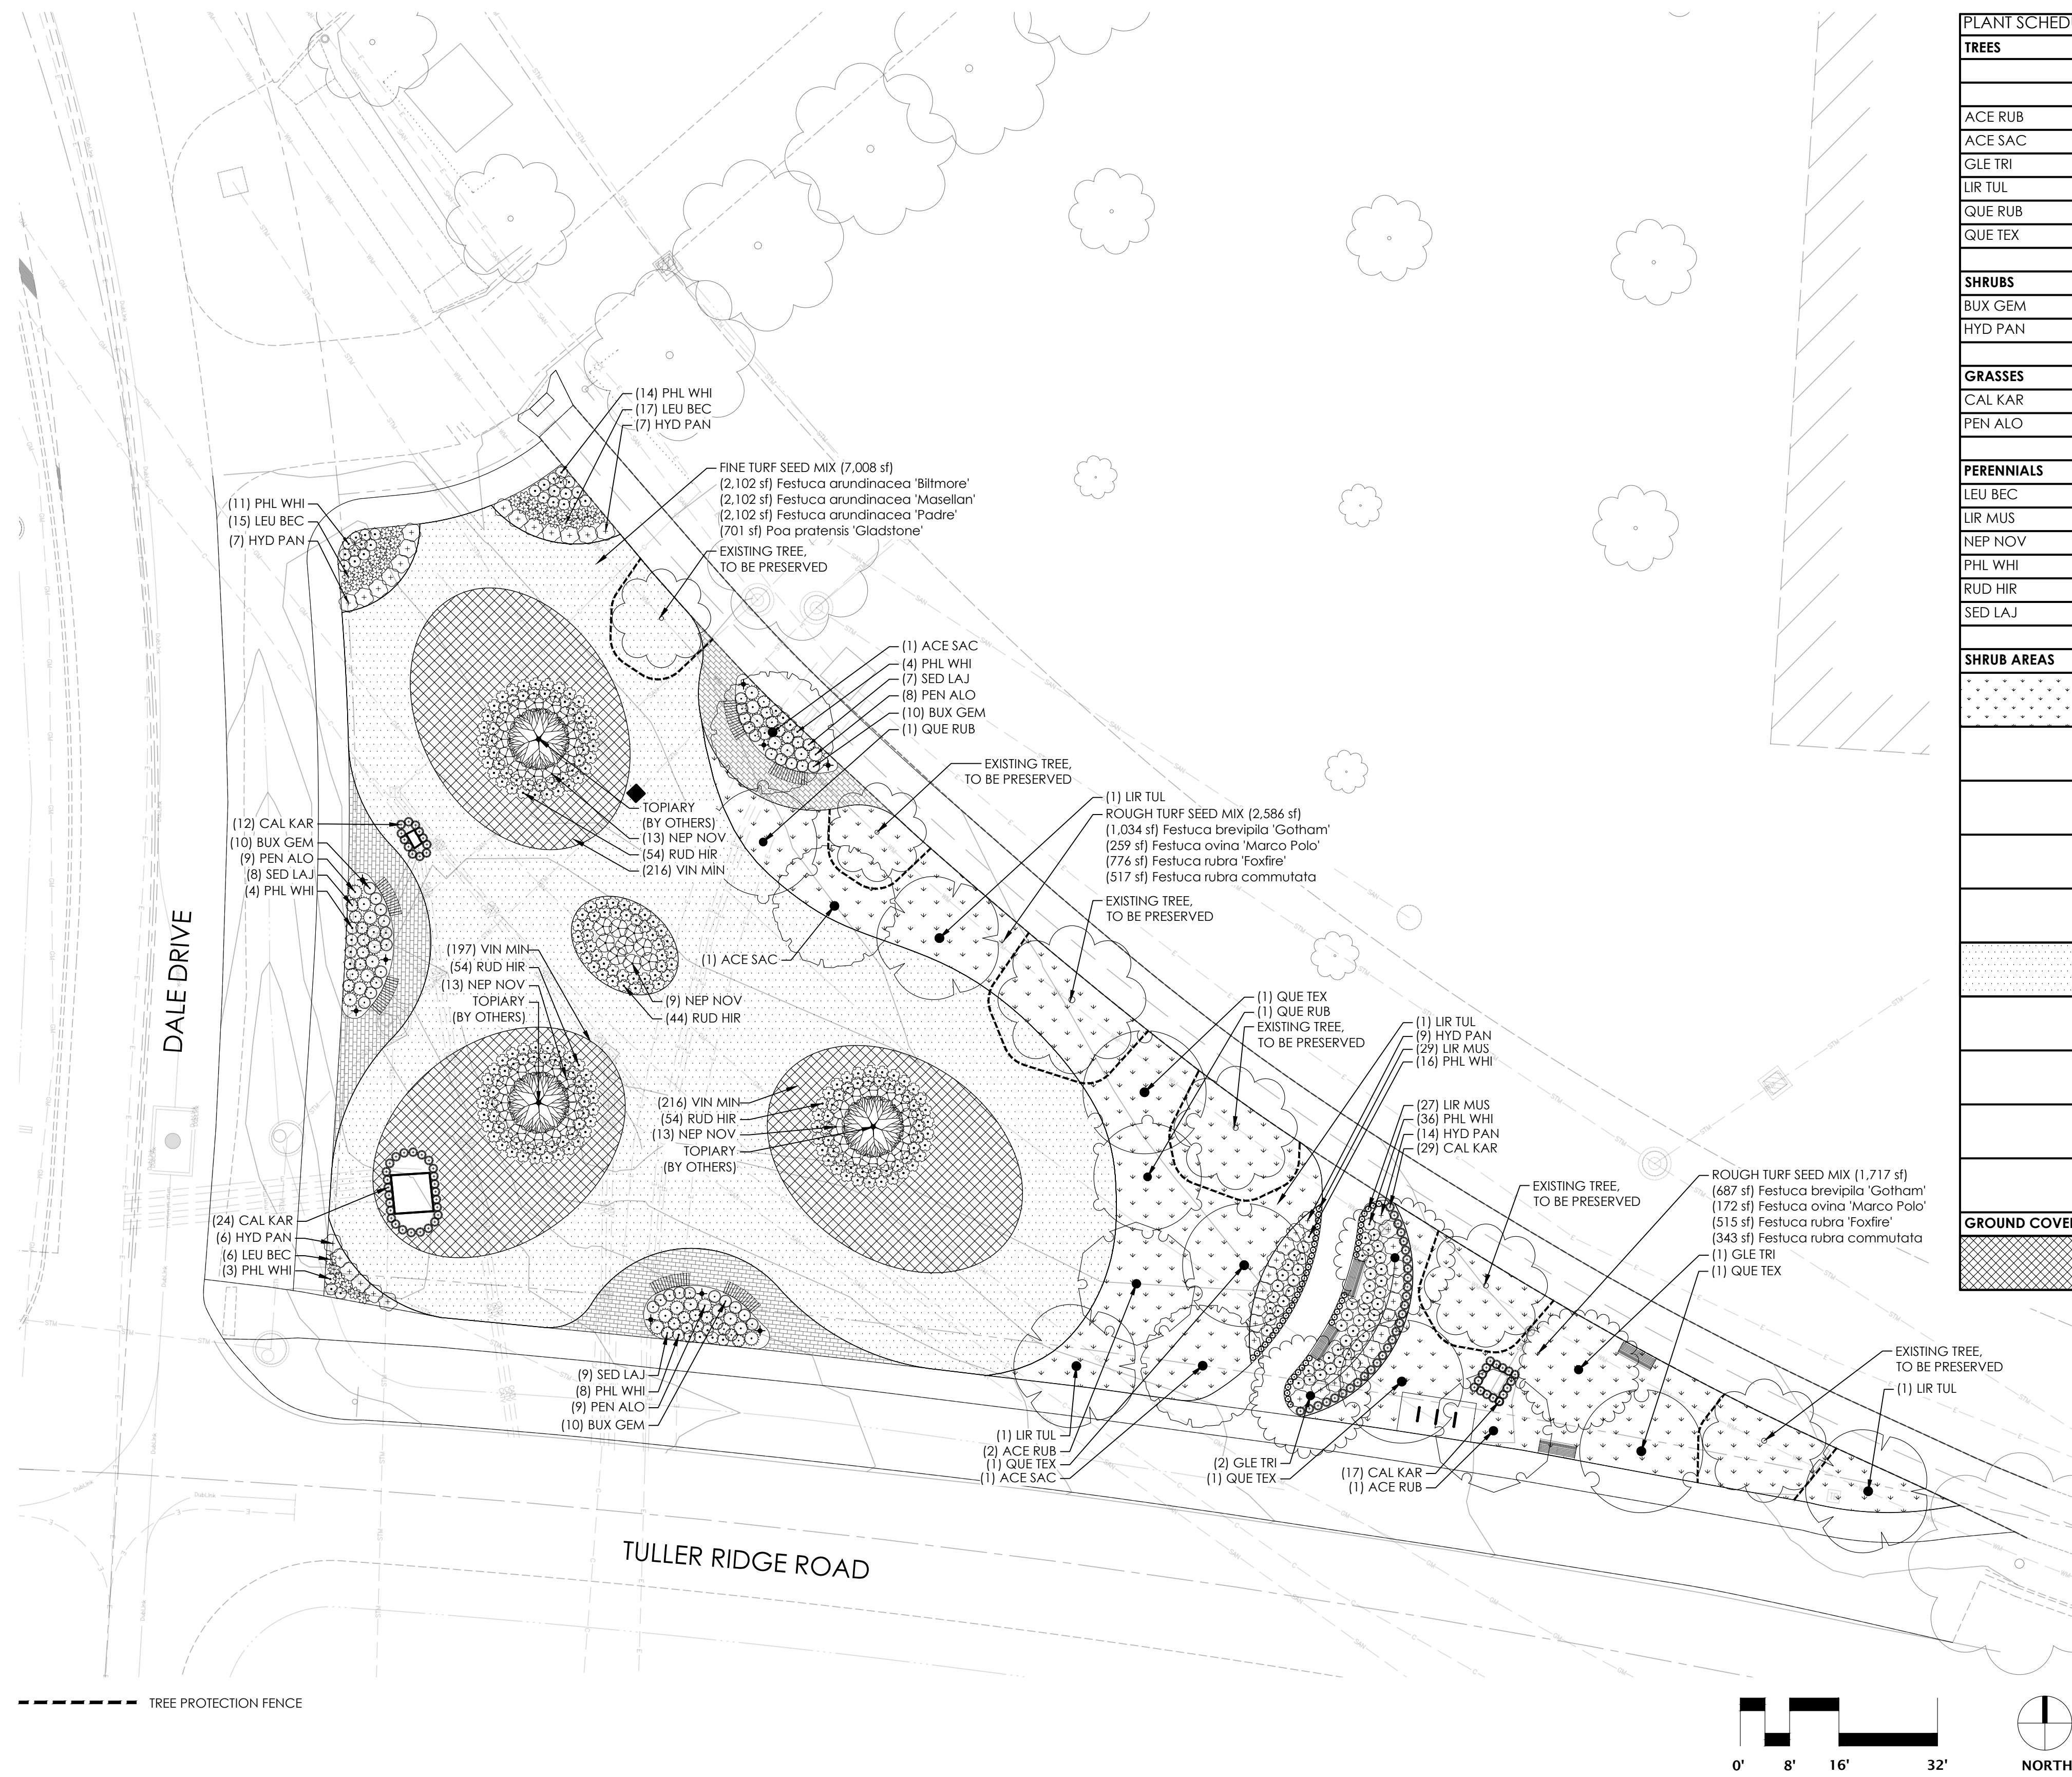 PLANT SCHED
TREES
ACE RUB
ACE SAC
GLE TRI
LIR TUL
QUE RUB
QUE TEX
SHRUBS
BUX GEM
HYD PAN
GRASSES
CAL KAR
PEN ALO
PERENNIALS
LEU BEC
LIR MUS
NEP NOV
PHL WHI
RUD HIR
SED LAJ
SHRUB AREAS
GROUND COVE
(14) PHL WHI
(17) LEU BEC
(7) HYD PAN
FINE TURF SEED MIX (7,008 sf)
(2,102 sf) Festuca arundinacea 'Biltmore'
(2,102 sf) Festuca arundinacea 'Masellan'
(2,102 sf) Festuca arundinacea 'Padre'
(701 sf) Poa pratensis 'Gladstone'
EXISTING TREE,
TO BE PRESERVED
(11) PHL WHI
(15) LEU BEC
(7) HYD PAN
(1) ACE SAC
(4) PHL WHI
(7) SED LAJ
(8) PEN ALO
(10) BUX GEM
(1) QUE RUB
EXISTING TREE,
TO BE PRESERVED
(1) LIR TUL
ROUGH TURF SEED MIX (2,586 sf)
(1,034 sf) Festuca brevipila 'Gotham'
(259 sf) Festuca ovina 'Marco Polo'
(776 sf) Festuca rubra 'Foxfire'
(517 sf) Festuca rubra commutata
EXISTING TREE,
TO BE PRESERVED
TOPIARY
(BY OTHERS)
(13) NEP NOV
(54) RUD HIR
(216) VIN MIN
(12) CAL KAR
(10) BUX GEM
(9) PEN ALO
(8) SED LAJ
(4) PHL WHI
DALE DRIVE
(197) VIN MIN
(54) RUD HIR
(13) NEP NOV
TOPIARY
(BY OTHERS)
(1) ACE SAC
(9) NEP NOV
(44) RUD HIR
(1) QUE TEX
(1) QUE RUB
EXISTING TREE,
TO BE PRESERVED
(1) LIR TUL
(9) HYD PAN
(29) LIR MUS
(16) PHL WHI
(27) LIR MUS
(36) PHL WHI
(14) HYD PAN
(29) CAL KAR
(216) VIN MIN
(54) RUD HIR
(13) NEP NOV
TOPIARY
(BY OTHERS)
EXISTING TREE,
TO BE PRESERVED
ROUGH TURF SEED MIX (1,717 sf)
(687 sf) Festuca brevipila 'Gotham'
(172 sf) Festuca ovina 'Marco Polo'
(515 sf) Festuca rubra 'Foxfire'
(343 sf) Festuca rubra commutata
(1) GLE TRI
(1) QUE TEX
(24) CAL KAR
(6) HYD PAN
(6) LEU BEC
(3) PHL WHI
EXISTING TREE,
TO BE PRESERVED
(1) LIR TUL
(9) SED LAJ
(8) PHL WHI
(9) PEN ALO
(10) BUX GEM
(1) LIR TUL
(2) ACE RUB
(1) QUE TEX
(1) ACE SAC
(2) GLE TRI
(1) QUE TEX
(17) CAL KAR
(1) ACE RUB
TULLER RIDGE ROAD
TREE PROTECTION FENCE
0' 8' 16' 32'
NORTH